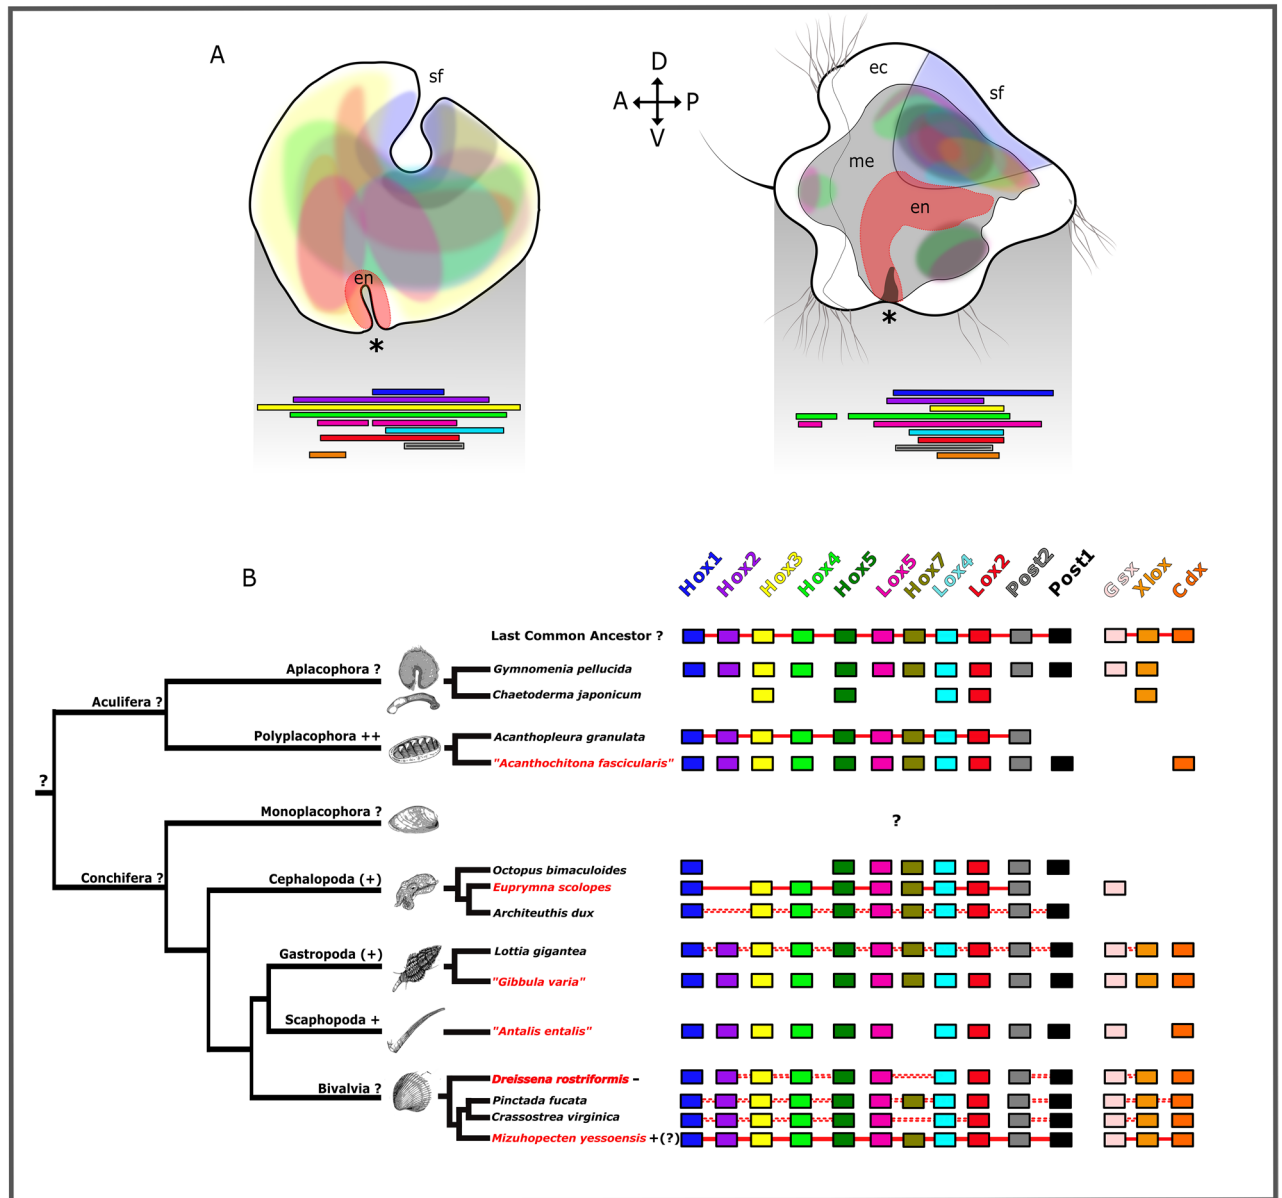 A
sf
en
*
D
A P
V
ec
sf
me
en
*
B
Hox1 Hox2 Hox3 Hox4 Hox5 Lox5 Hox7 Lox4 Lox2 Post2 Post1 Gsx Xlox Cdx
Last Common Ancestor ?
Aplacophora ?
Gymnomenia pellucida
Chaetoderma japonicum
Aculifera ?
Polyplacophora ++
Acanthopleura granulata
"Acanthochitona fascicularis"
?
Monoplacophora ?
?
Conchifera ?
Cephalopoda (+)
Octopus bimaculoides
Euprymna scolopes
Architeuthis dux
Gastropoda (+)
Lottia gigantea
"Gibbula varia"
Scaphopoda +
"Antalis entalis"
Bivalvia ?
Dreissena rostriformis –
Pinctada fucata
Crassostrea virginica
Mizuhopecten yessoensis +(?)